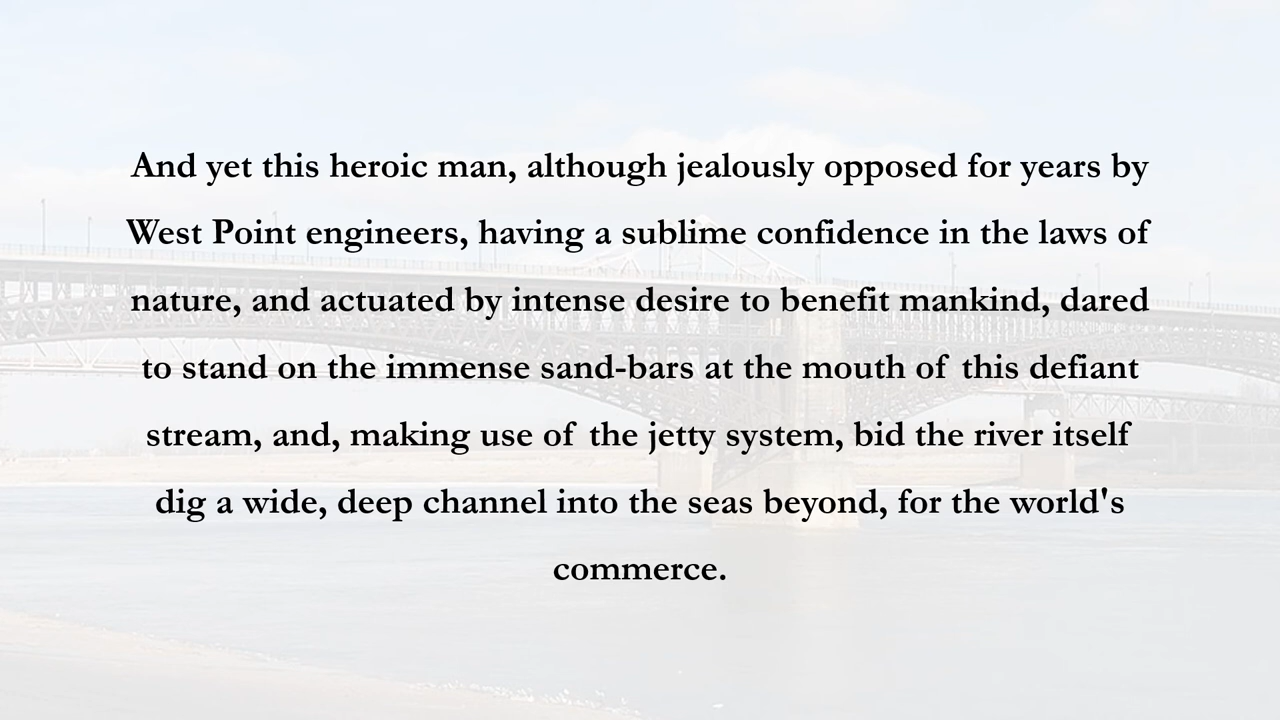 And yet this heroic man, although jealously opposed for years by
West Point engineers, having a sublime confidence in the laws of
nature, and actuated by intense desire to benefit mankind, dared
to stand on the immense sand-bars at the mouth of this defiant
stream, and, making use of the jetty system, bid the river itself
dig a wide, deep channel into the seas beyond, for the world's
commerce.